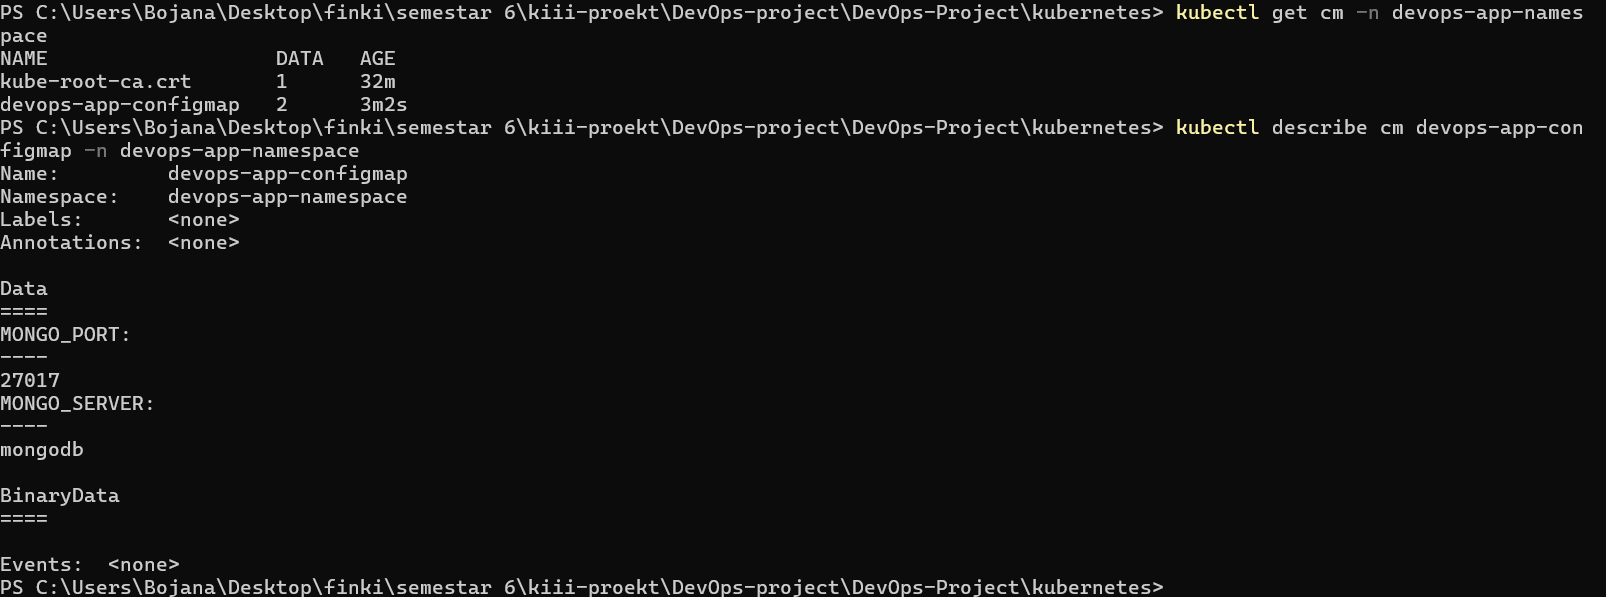 PS C:\Users\Bojana\Desktop\finki\semestar 6\kiii-proekt\DevOps-project\DevOps-Project\kubernetes> kubectl get cm -n devops-app-names
pace
NAME                   DATA   AGE
kube-root-ca.crt       1      32m
devops-app-configmap   2      3m2s
PS C:\Users\Bojana\Desktop\finki\semestar 6\kiii-proekt\DevOps-project\DevOps-Project\kubernetes> kubectl describe cm devops-app-con
figmap -n devops-app-namespace
Name:         devops-app-configmap
Namespace:    devops-app-namespace
Labels:       <none>
Annotations:  <none>

Data
====
MONGO_PORT:
----
27017
MONGO_SERVER:
----
mongodb

BinaryData
====

Events:  <none>
PS C:\Users\Bojana\Desktop\finki\semestar 6\kiii-proekt\DevOps-project\DevOps-Project\kubernetes>